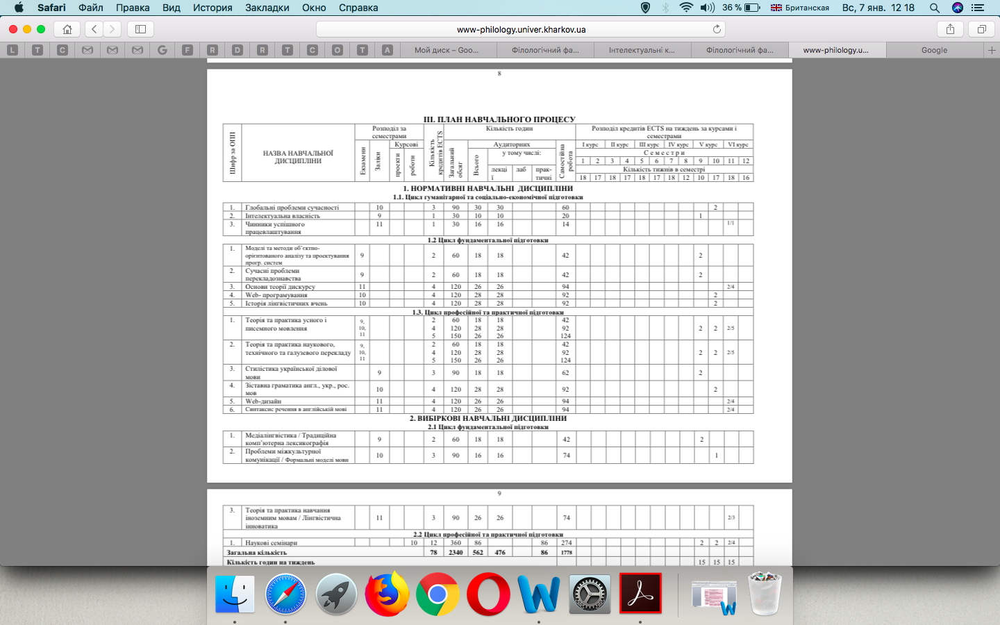 Safari Файл Правка Вид История Закладки Окно Справка 36 % Британская Вс, 7 янв. 12 18
www-philology.univer.kharkov.ua
L T C G F R D R T C O T A Мой диск – Goo... Філологічний фа... Інтелектуальні к... Філологічний фа... www-philology.u... Google
8
III. ПЛАН НАВЧАЛЬНОГО ПРОЦЕСУ
Шифр за ОПП
НАЗВА НАВЧАЛЬНОЇ
ДИСЦИПЛІНИ
Розподіл за
семестрами
Екзамени
Заліки
Курсові
проекти
роботи
Кількість
кредитів ECTS
Кількість годин
Загальний
обсяг
Аудиторних
Всього
у тому числі:
лекці
ї
лаб
прак-
тичні
Самостійна
робота
Розподіл кредитів ECTS на тиждень за курсами і
семестрами
I курс II курс III курс IV курс V курс VI курс
С е м е с т р и
1 2 3 4 5 6 7 8 9 10 11 12
Кількість тижнів в семестрі
18 17 18 17 18 17 18 12 10 17 18 16
1. НОРМАТИВНІ НАВЧАЛЬНІ ДИСЦИПЛІНИ
1.1. Цикл гуманітарної та соціально-економічної підготовки
1. Глобальні проблеми сучасності 10 3 90 30 30 60 2
2. Інтелектуальна власність 9 1 30 10 10 20 1
3. Чинники успішного 11 1 30 16 16 14 1/1
працевлаштування
1.2 Цикл фундаментальної підготовки
1. Моделі та методи об’єктно-
орієнтованого аналізу та проектування 9 2 60 18 18 42 2
прогр. систем
2. Сучасні проблеми
перекладознавства 9 2 60 18 18 42 2
3. Основи теорії дискурсу 11 4 120 26 26 94 2/4
4. Web- програмування 10 4 120 28 28 92 2
5. Історія лінгвістичних вчень 10 4 120 28 28 92 2
1.3. Цикл професійної та практичної підготовки
1. Теорія та практика усного і 9, 2 60 18 18 42
писемного мовлення 10, 4 120 28 28 92 2 2 2/5
11 5 150 26 26 124
2. Теорія та практика наукового, 9, 2 60 18 18 42
технічного та галузевого перекладу 10, 4 120 28 28 92 2 2 2/5
11 5 150 26 26 124
3. Стилістика української ділової
мови 9 3 90 18 18 62 2
4. Зіставна граматика англ., укр., рос.
мов 10 4 120 28 28 92 2
5. Web-дизайн 11 4 120 26 26 94 2/4
6. Синтаксис речення в англійській мові 11 4 120 26 26 94 2/4
2. ВИБІРКОВІ НАВЧАЛЬНІ ДИСЦИПЛІНИ
2.1 Цикл фундаментальної підготовки
1. Медіалінгвістика / Традиційна
комп’ютерна лексикографія 9 2 60 18 18 42 2
2. Проблеми міжкультурної
комунікації / Формальні моделі мови 10 3 90 16 16 74 1
9
3. Теорія та практика навчання
іноземним мовам / Лінгвістична 11 3 90 26 26 74 2/3
інноватика
2.2 Цикл професійної та практичної підготовки
1. Наукові семінари 10 12 360 86 86 274 2 2 2/4
Загальна кількість 78 2340 562 476 86 1778
Кількість годин на тиждень 15 15 15